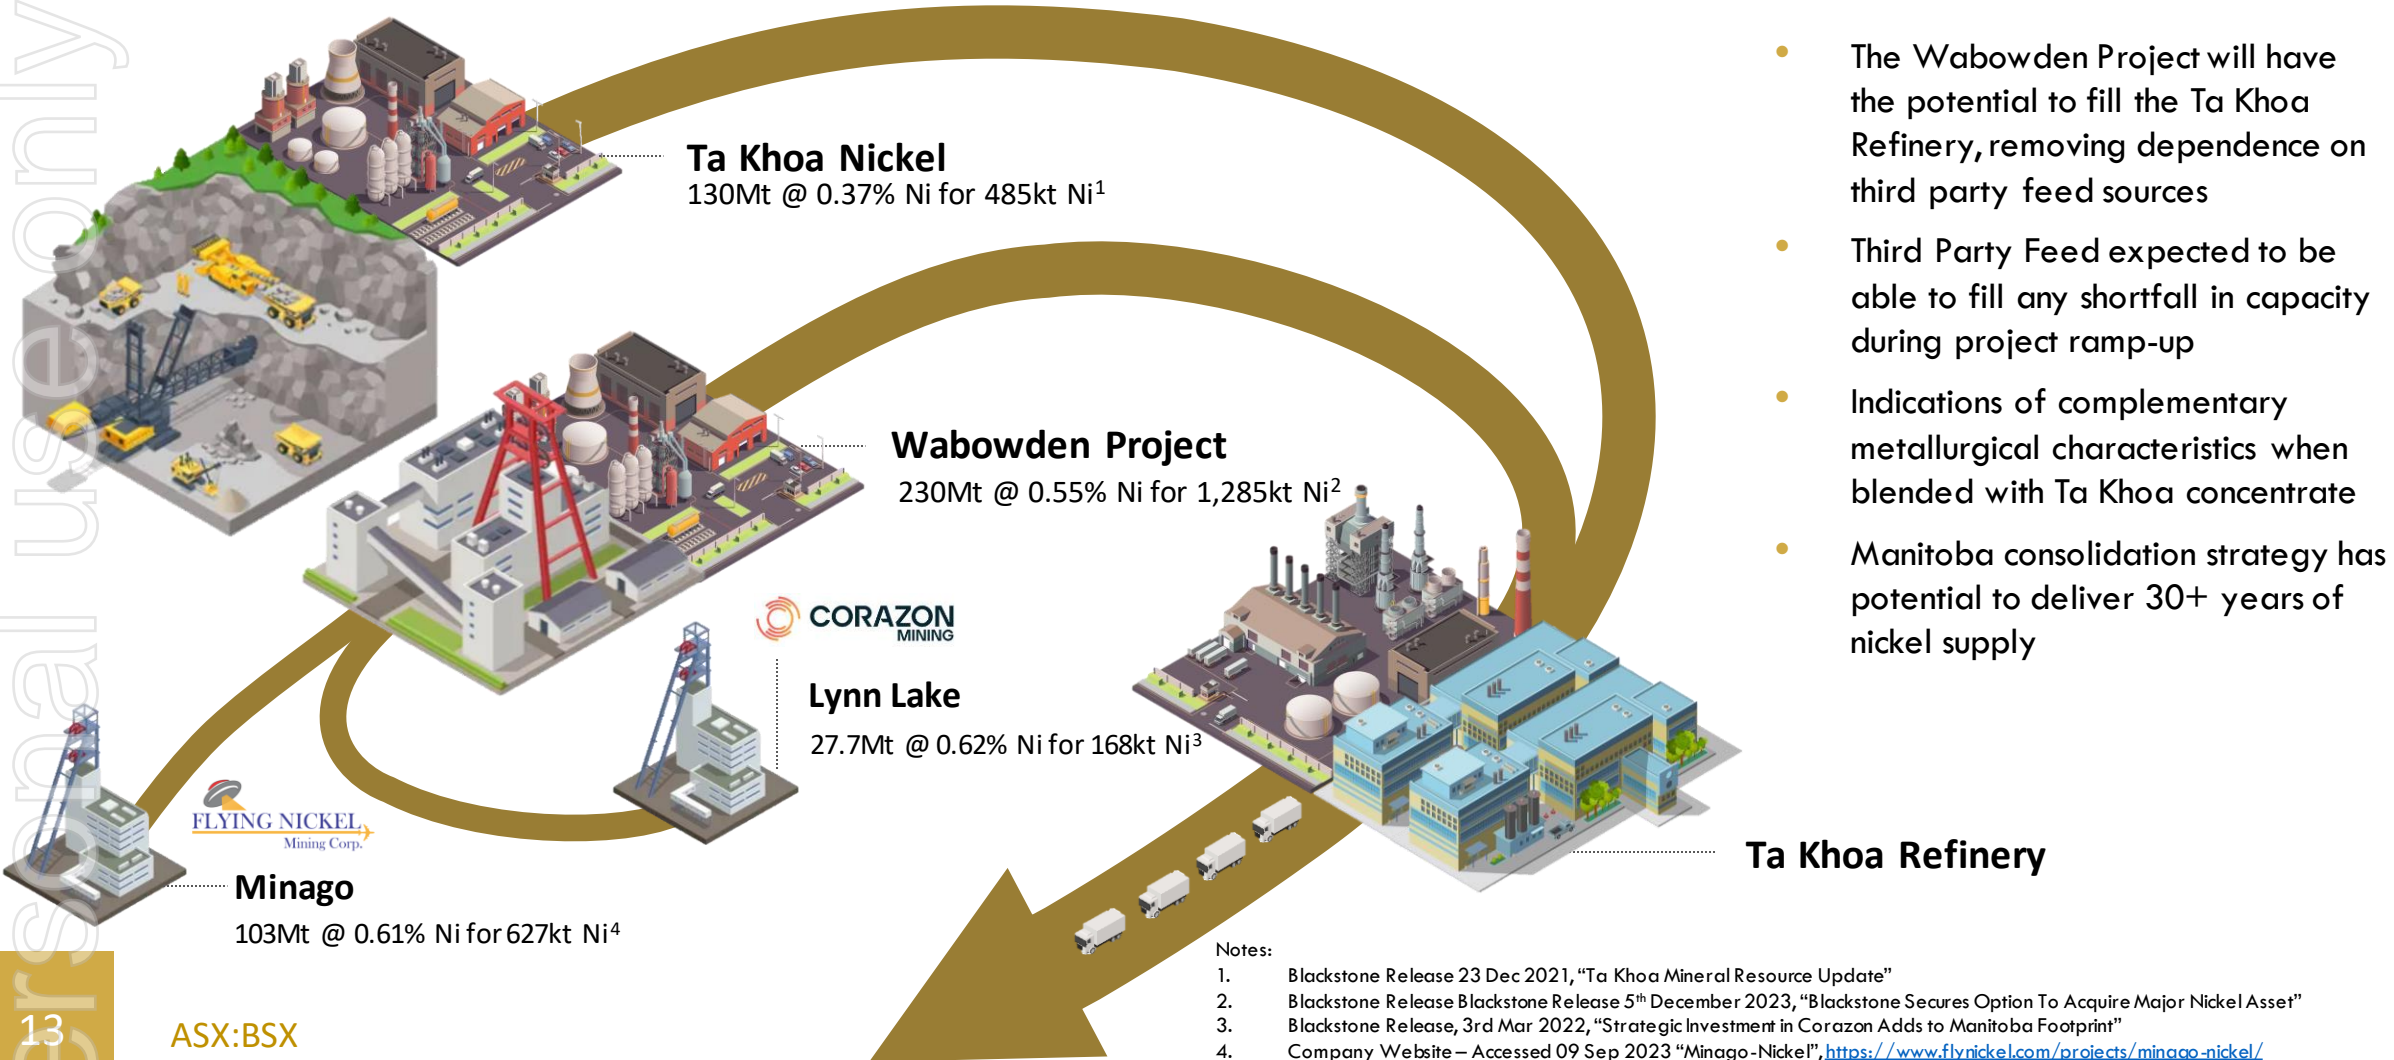 personal use only
Ta Khoa Nickel
130Mt @ 0.37% Ni for 485kt Ni1
Wabowden Project
230Mt @ 0.55% Ni for 1,285kt Ni2
CORAZON
MINING
Lynn Lake
27.7Mt @ 0.62% Ni for 168kt Ni3
FLYING NICKEL
Mining Corp.
Minago
103Mt @ 0.61% Ni for 627kt Ni4
Ta Khoa Refinery
• The Wabowden Project will have
the potential to fill the Ta Khoa
Refinery, removing dependence on
third party feed sources
• Third Party Feed expected to be
able to fill any shortfall in capacity
during project ramp-up
• Indications of complementary
metallurgical characteristics when
blended with Ta Khoa concentrate
• Manitoba consolidation strategy has
potential to deliver 30+ years of
nickel supply
Notes:
1. Blackstone Release 23 Dec 2021, “Ta Khoa Mineral Resource Update”
2. Blackstone Release Blackstone Release 5th December 2023, “Blackstone Secures Option To Acquire Major Nickel Asset”
3. Blackstone Release, 3rd Mar 2022, “Strategic Investment in Corazon Adds to Manitoba Footprint”
4. Company Website – Accessed 09 Sep 2023 “Minago-Nickel”, https://www.flynickel.com/projects/minago-nickel/
13
ASX:BSX